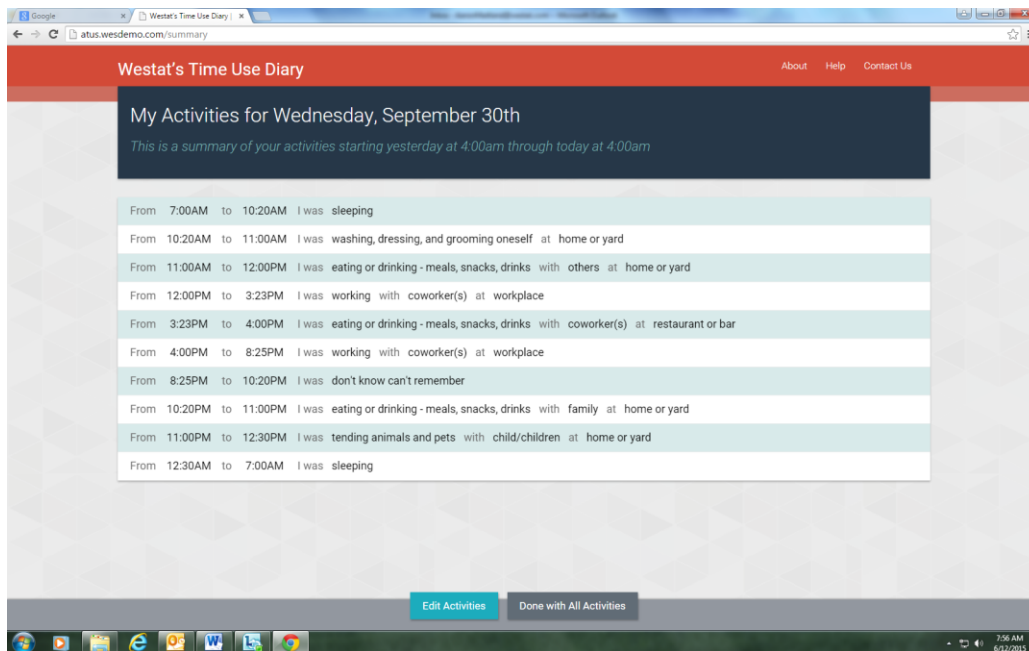 Google
Westat's Time Use Diary |
atus.wesdemo.com/summary
Westat's Time Use Diary
About Help Contact Us
My Activities for Wednesday, September 30th
This is a summary of your activities starting yesterday at 4:00am through today at 4:00am
From 7:00AM to 10:20AM I was sleeping
From 10:20AM to 11:00AM I was washing, dressing, and grooming oneself at home or yard
From 11:00AM to 12:00PM I was eating or drinking - meals, snacks, drinks with others at home or yard
From 12:00PM to 3:23PM I was working with coworker(s) at workplace
From 3:23PM to 4:00PM I was eating or drinking - meals, snacks, drinks with coworker(s) at restaurant or bar
From 4:00PM to 8:25PM I was working with coworker(s) at workplace
From 8:25PM to 10:20PM I was don't know can't remember
From 10:20PM to 11:00PM I was eating or drinking - meals, snacks, drinks with family at home or yard
From 11:00PM to 12:30PM I was tending animals and pets with child/children at home or yard
From 12:30AM to 7:00AM I was sleeping
Edit Activities Done with All Activities
7:56 AM
6/12/2015